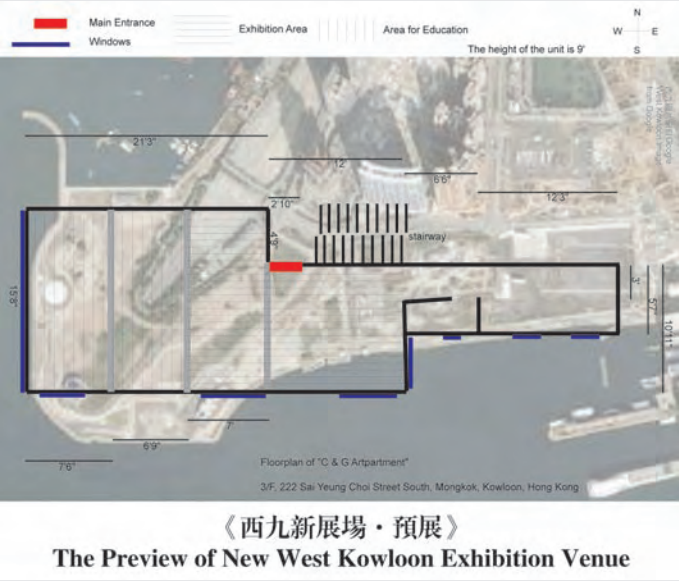 Main Entrance
Windows
Exhibition Area
Area for Education
N
W E
S
The height of the unit is 9'
21'3"
12'
6'6"
12'3"
2'10"
4'9"
stairway
15'8"
3'
5'7"
10'11"
7'
6'9"
7'6"
Floorplan of "C & G Artpartment"
3/F, 222 Sai Yeung Choi Street South, Mongkok, Kowloon, Hong Kong
《西九新展場·預展》
The Preview of New West Kowloon Exhibition Venue